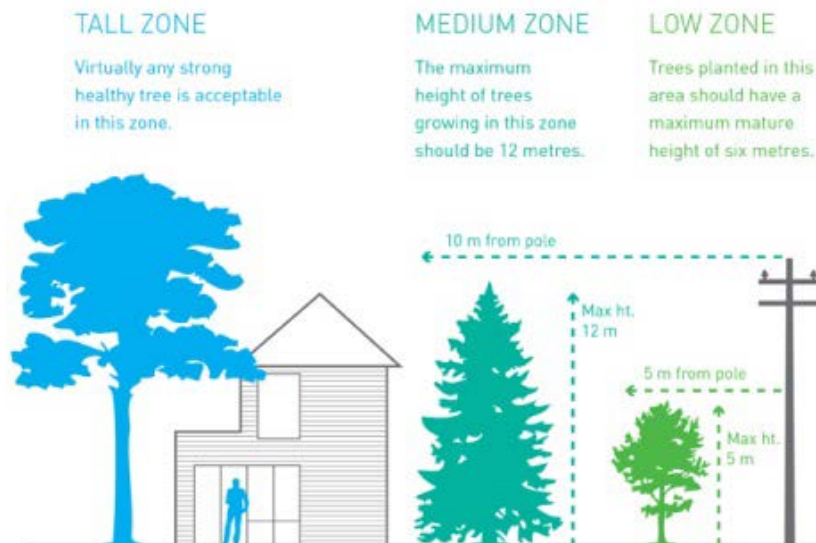 TALL ZONE
Virtually any strong
healthy tree is acceptable
in this zone.
MEDIUM ZONE
The maximum
height of trees
growing in this zone
should be 12 metres.
LOW ZONE
Trees planted in this
area should have a
maximum mature
height of six metres.
10 m from pole
Max ht.
12 m
5 m from pole
Max ht.
5 m